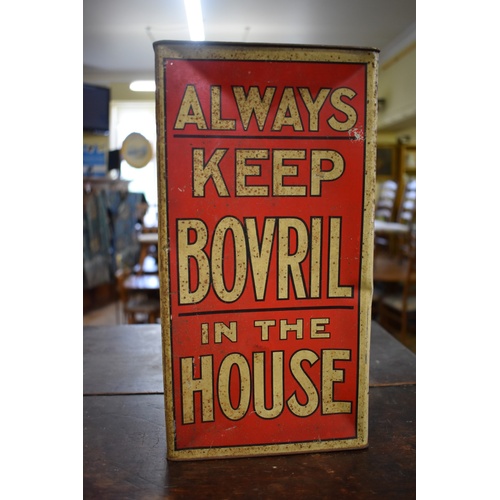 ALWAYS
KEEP
BOVRIL
IN THE
HOUSE